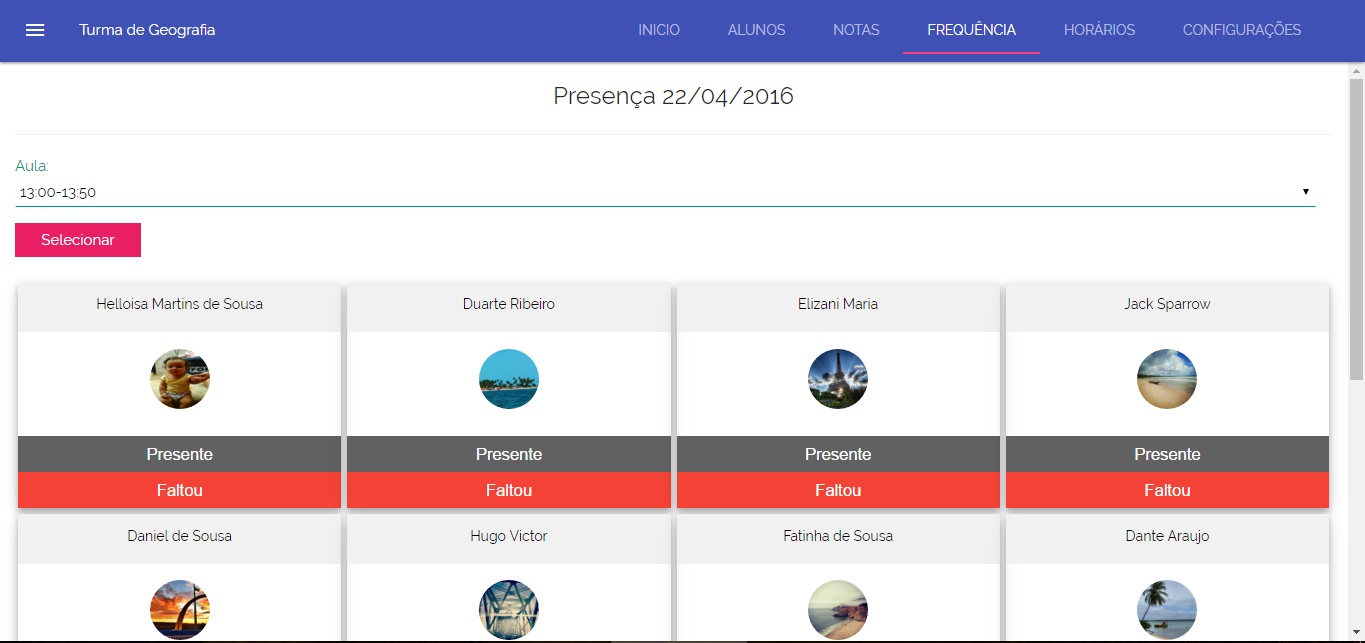 Turma de Geografia
INICIO ALUNOS NOTAS FREQUÊNCIA HORÁRIOS CONFIGURAÇÕES
Presença 22/04/2016
Aula:
13:00-13:50
Selecionar
Helloisa Martins de Sousa Duarte Ribeiro Elizani Maria Jack Sparrow
Presente Presente Presente Presente
Faltou Faltou Faltou Faltou
Daniel de Sousa Hugo Victor Fatinha de Sousa Dante Araujo